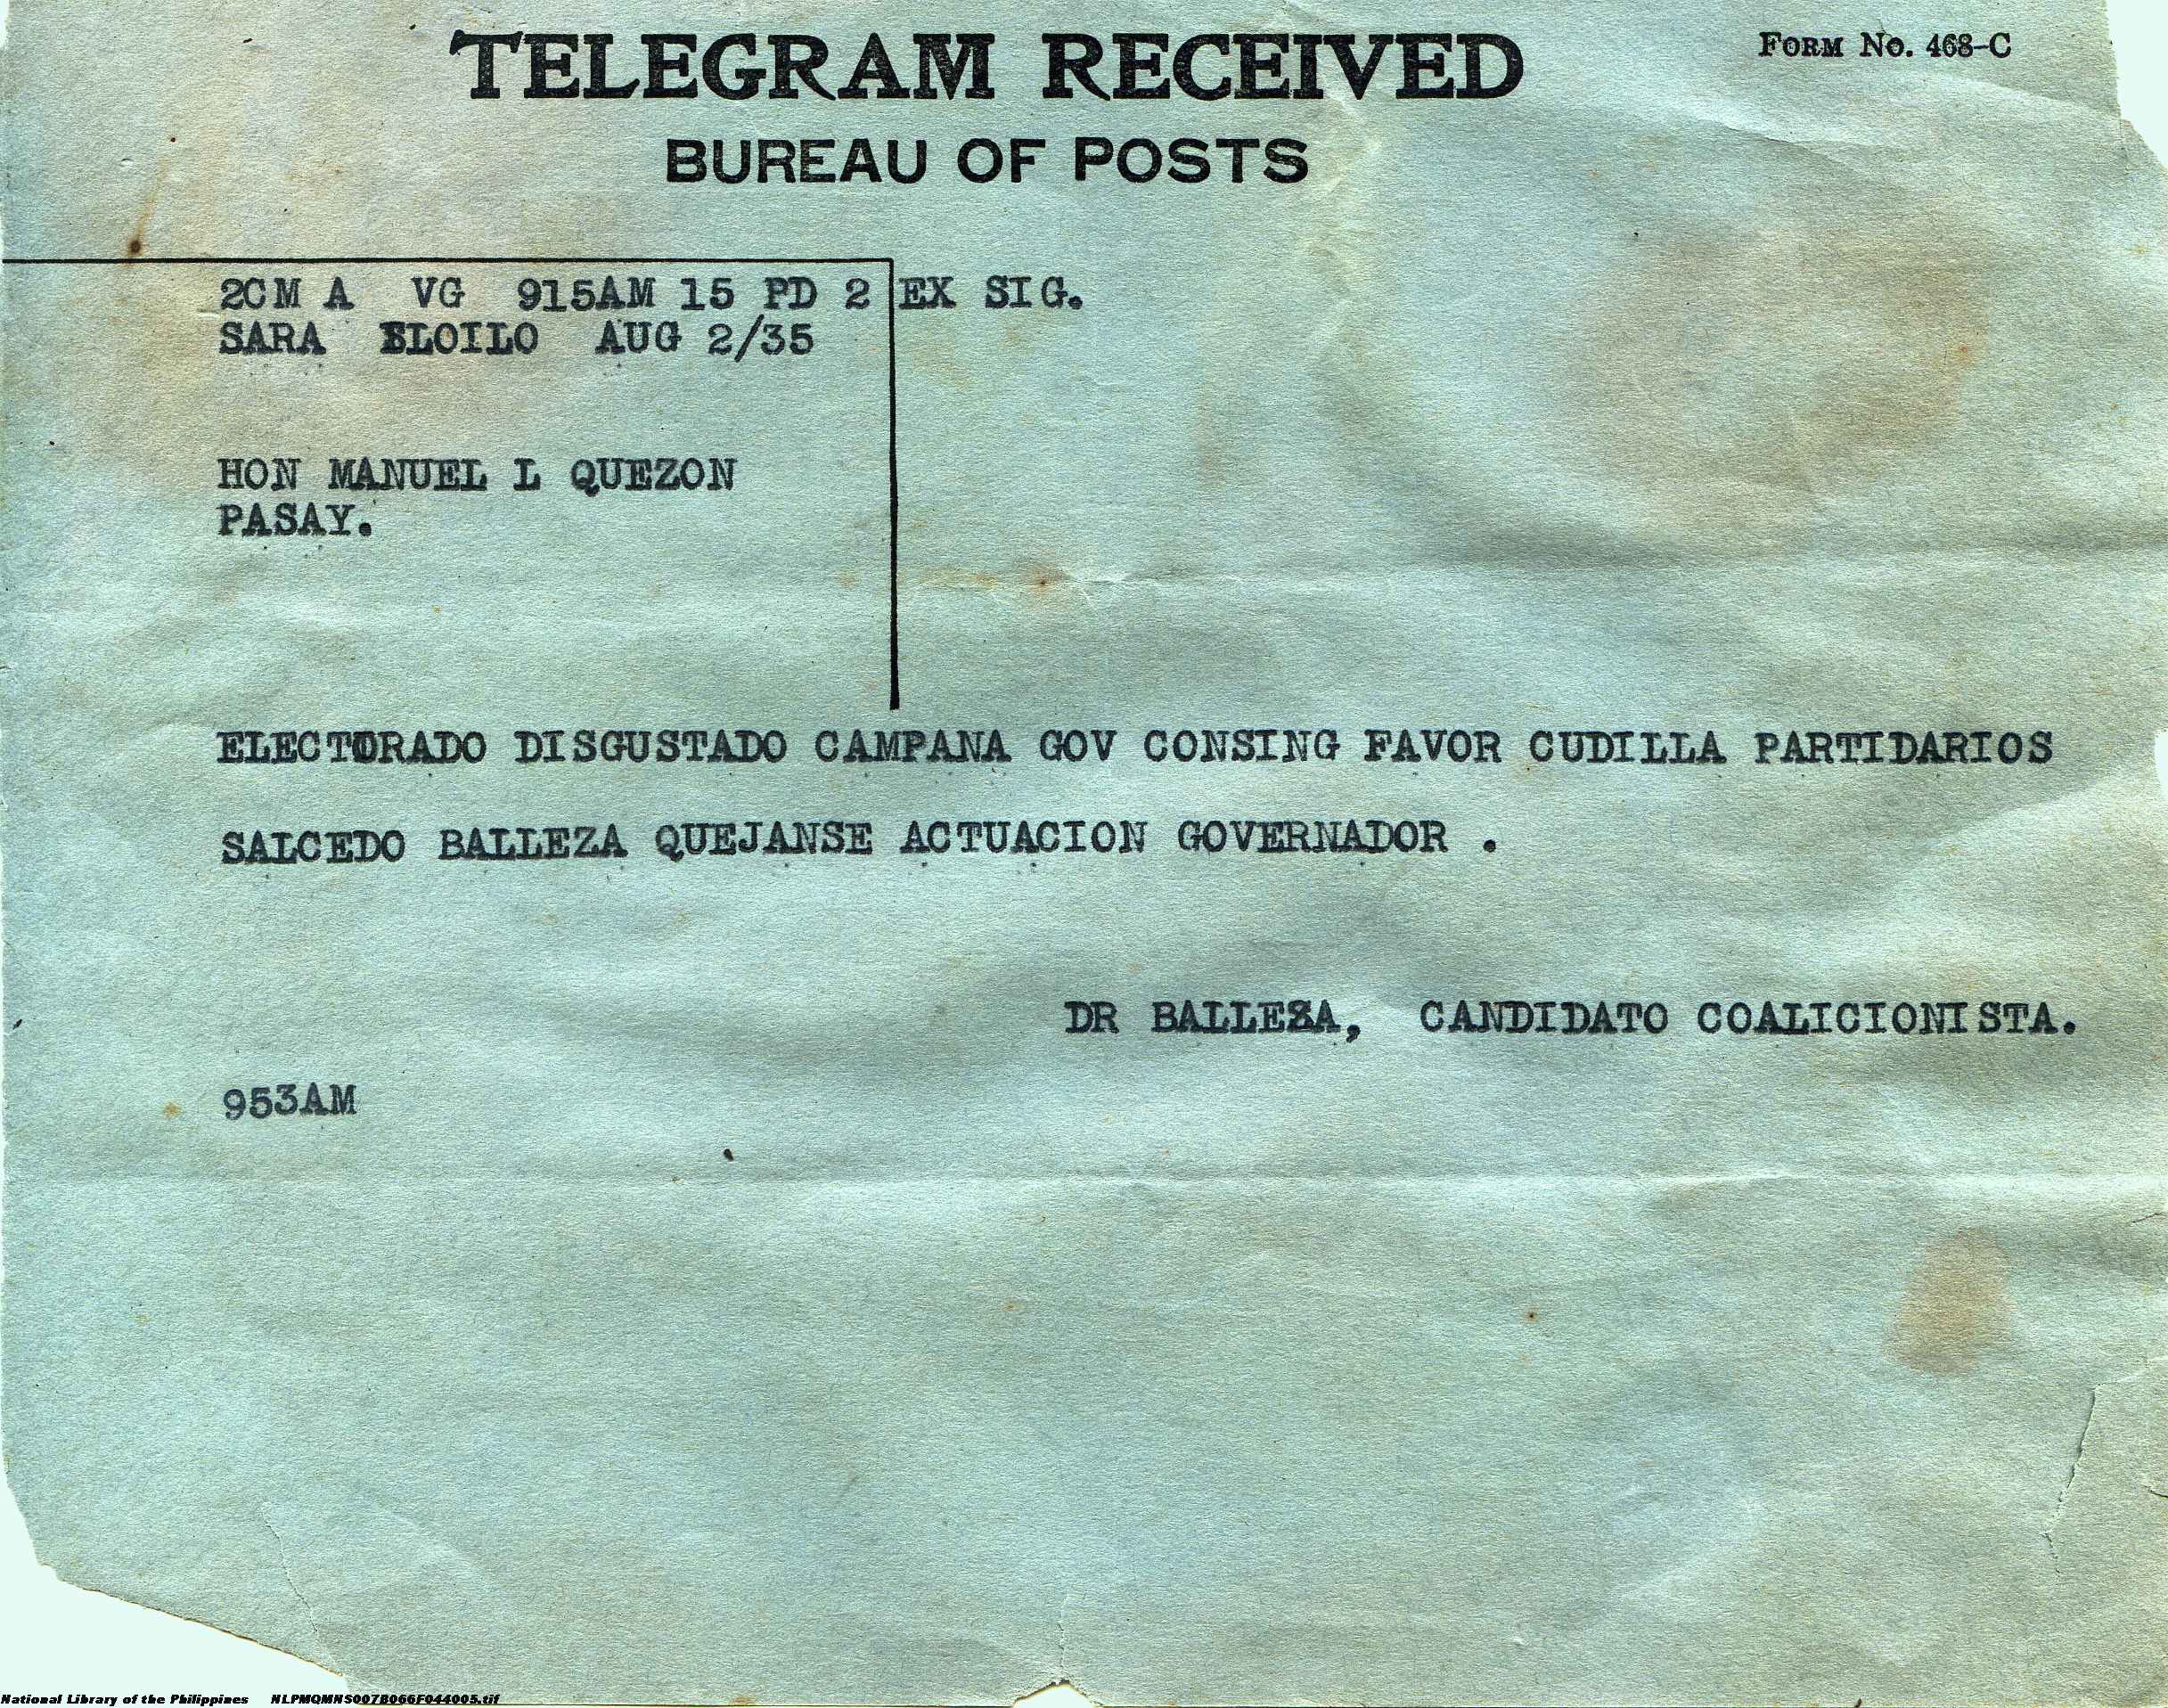 TELEGRAM RECEIVED
FORM NO. 468-C
BUREAU OF POSTS
2CM A VG 915AM 15 PD 2 EX SIG.
SARA ILOILO AUG 2/35
HON MANUEL L QUEZON
PASAY.
ELECTORADO DISGUSTADO CAMPANA GOV CONSING FAVOR CUDILLA PARTIDARIOS
SALCEDO BALLEZA QUEJANSE ACTUACION GOVERNADOR .
DR BALLEZA, CANDIDATO COALICIONISTA.
953AM
National Library of the Philippines NLPMQMNS007B066F044005.tif